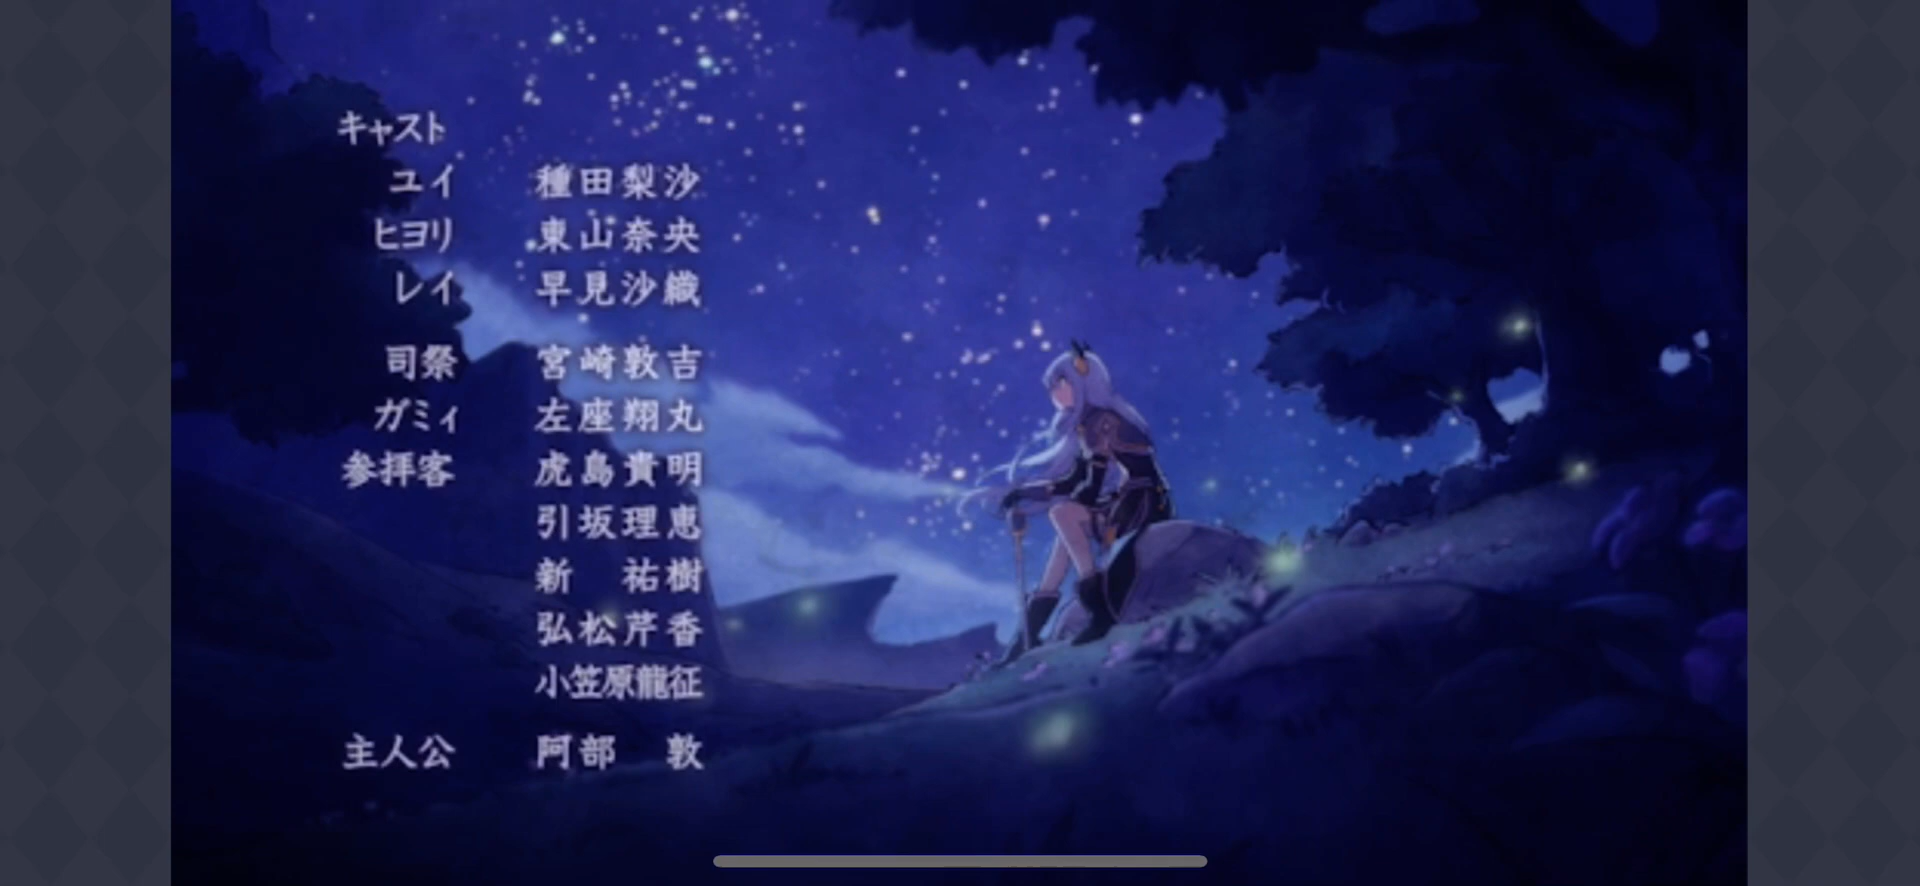 キャスト
ユイ 種田梨沙
ヒヨリ 東山奈央
レイ 早見沙織
司祭 宮崎敦吉
ガミィ 左座翔丸
参拝客 虎島貴明
引坂理恵
新 祐樹
弘松芹香
小笠原龍征
主人公 阿部 敦